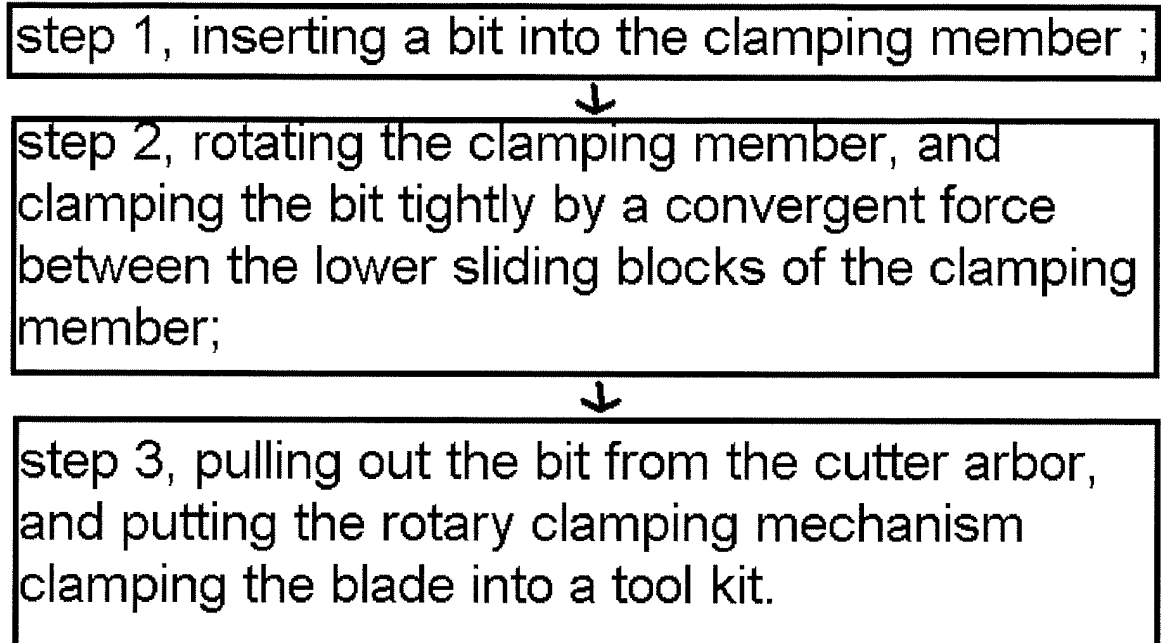 step 1, inserting a bit into the clamping member ;
step 2, rotating the clamping member, and
clamping the bit tightly by a convergent force
between the lower sliding blocks of the clamping
member;
step 3, pulling out the bit from the cutter arbor,
and putting the rotary clamping mechanism
clamping the blade into a tool kit.